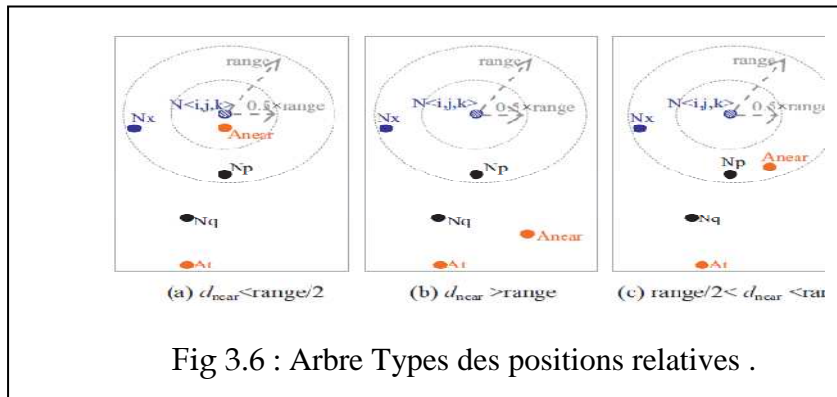 range
N<i,j,k>
0.5×range
Nx
Anear
Np
Nq
At
(a) dnear<range/2
range
N<i,j,k>
0.5×range
Nx
Np
Nq
Anear
At
(b) dnear >range
range
N<i,j,k>
0.5×range
Nx
Np
Anear
Nq
At
(c) range/2< dnear <ran
Fig 3.6 : Arbre Types des positions relatives .